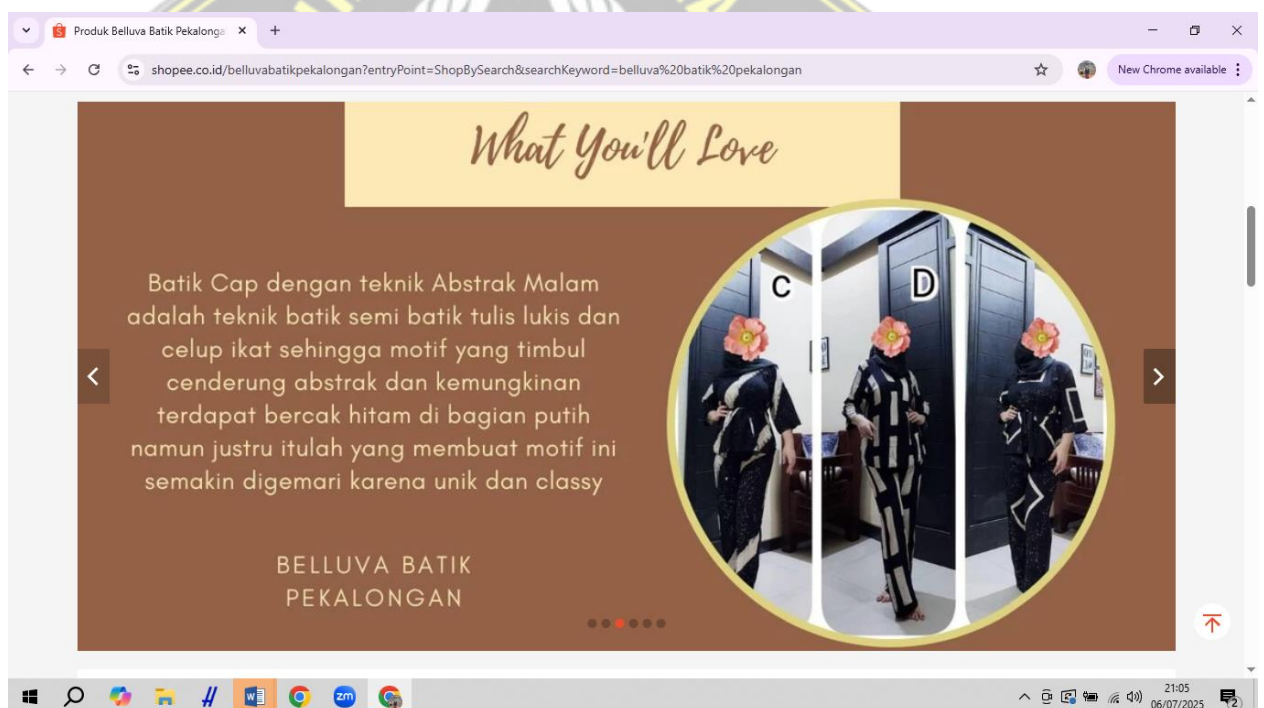 Produk Belluva Batik Pekalonga
shopee.co.id/belluvabatikpekalongan?entryPoint=ShopBySearch&searchKeyword=belluva%20batik%20pekalongan
New Chrome available
What You'll Love
Batik Cap dengan teknik Abstrak Malam
adalah teknik batik semi batik tulis lukis dan
celup ikat sehingga motif yang timbul
cenderung abstrak dan kemungkinan
terdapat bercak hitam di bagian putih
namun justru itulah yang membuat motif ini
semakin digemari karena unik dan classy
BELLUVA BATIK
PEKALONGAN
C
D
zm
21:05
06/07/2025
2